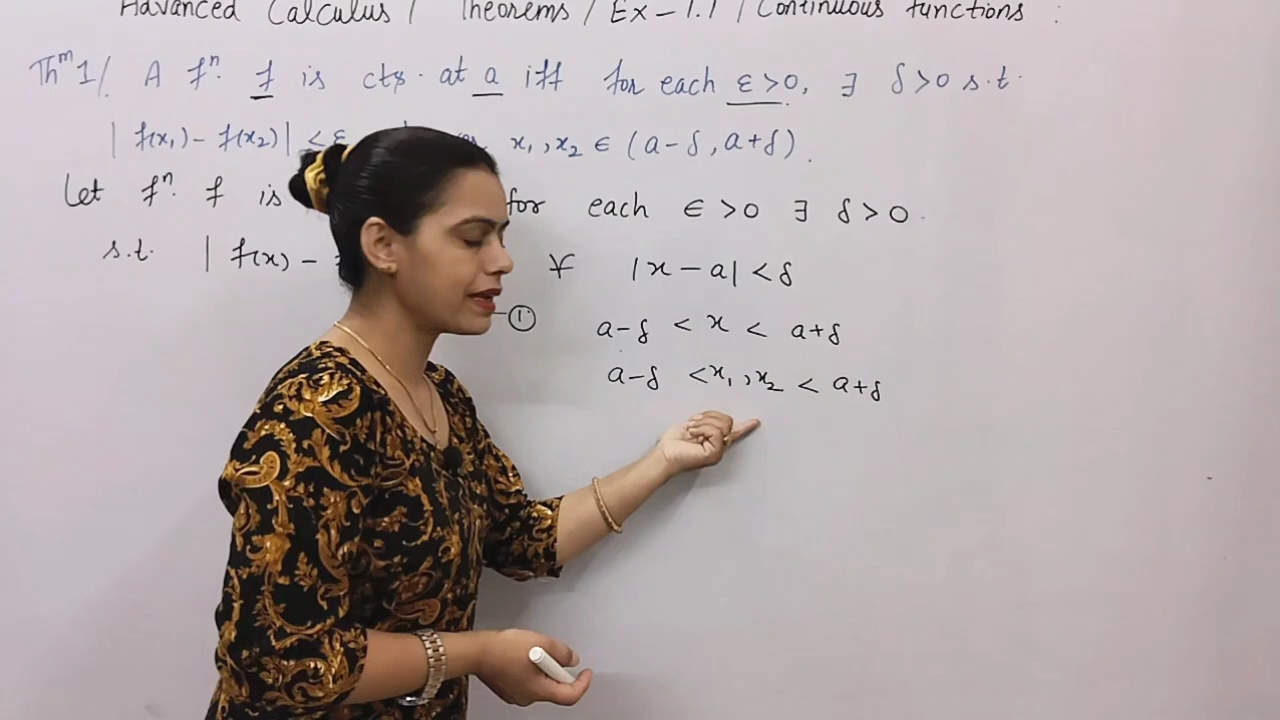 Advanced Calculus / Theorems / Ex – 1.1 / Continuous functions :
Thᵐ 1/. A fⁿ. f is cts. at a iff for each ε > 0, ∃ δ > 0 s.t.
| f(x₁) – f(x₂)| < ε x₁, x₂ ∈ (a – δ, a + δ).
Let fⁿ. f is for each ∈ > 0 ∃ δ > 0.
s.t. | f(x) – ∀ |x – a| < δ
①
a – δ < x < a + δ
a – δ < x₁, x₂ < a + δ